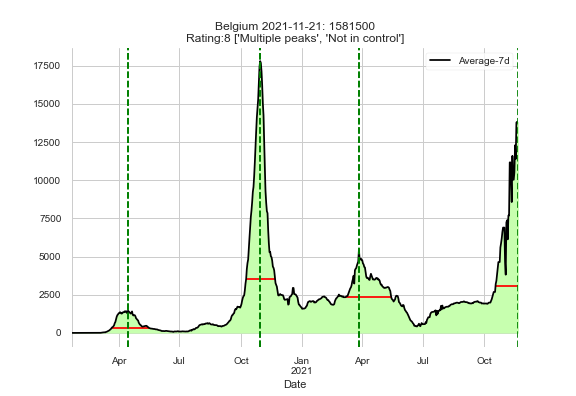 Belgium 2021-11-21: 1581500
Rating:8 ['Multiple peaks', 'Not in control']
Average-7d
17500
15000
12500
10000
7500
5000
2500
0
Apr Jul Oct Jan Apr Jul Oct
2021
Date